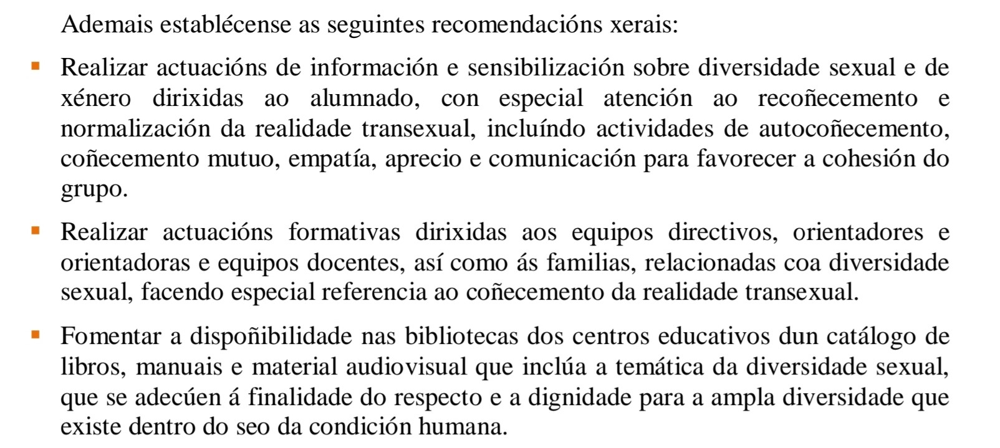 Ademais establécense as seguintes recomendacións xerais:
▪ Realizar actuacións de información e sensibilización sobre diversidade sexual e de
xénero dirixidas ao alumnado, con especial atención ao recoñecemento e
normalización da realidade transexual, incluíndo actividades de autocoñecemento,
coñecemento mutuo, empatía, aprecio e comunicación para favorecer a cohesión do
grupo.
▪ Realizar actuacións formativas dirixidas aos equipos directivos, orientadores e
orientadoras e equipos docentes, así como ás familias, relacionadas coa diversidade
sexual, facendo especial referencia ao coñecemento da realidade transexual.
▪ Fomentar a dispoñibilidade nas bibliotecas dos centros educativos dun catálogo de
libros, manuais e material audiovisual que inclúa a temática da diversidade sexual,
que se adecúen á finalidade do respecto e a dignidade para a ampla diversidade que
existe dentro do seo da condición humana.